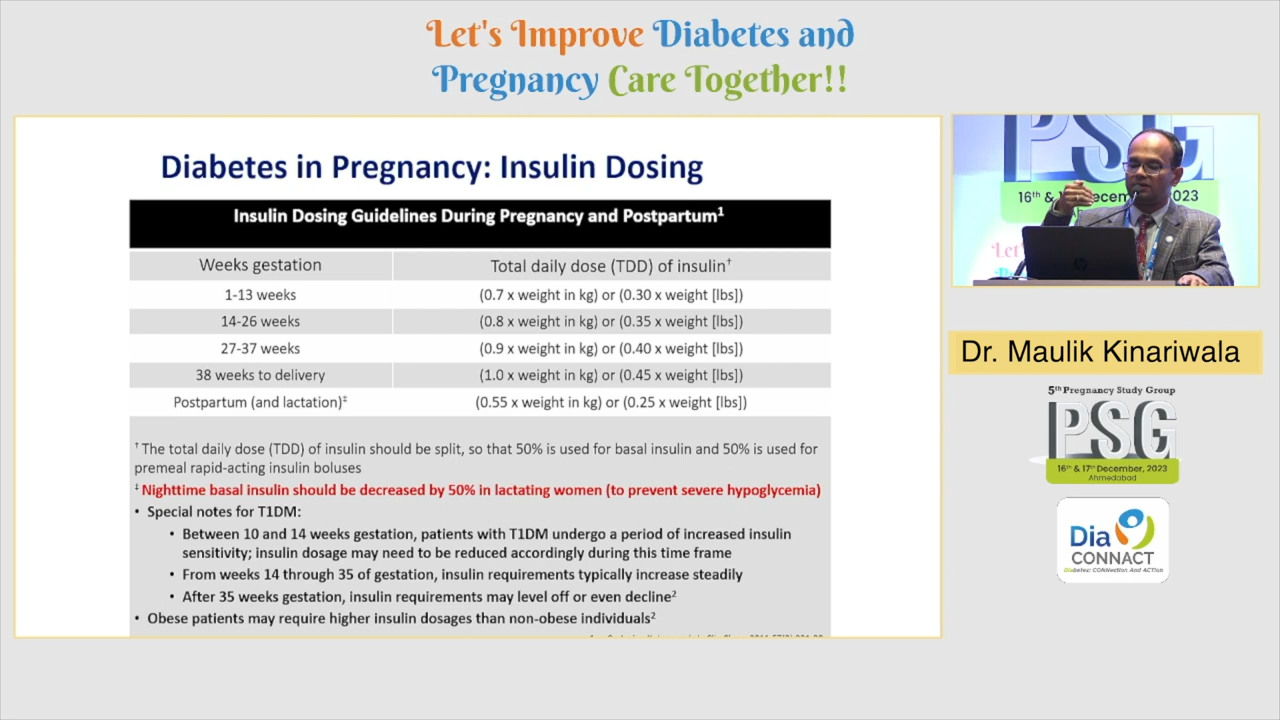 Let's Improve Diabetes and
Pregnancy Care Together!!
Diabetes in Pregnancy: Insulin Dosing
Insulin Dosing Guidelines During Pregnancy and Postpartum¹
Weeks gestation Total daily dose (TDD) of insulin†
1-13 weeks (0.7 x weight in kg) or (0.30 x weight [lbs])
14-26 weeks (0.8 x weight in kg) or (0.35 x weight [lbs])
27-37 weeks (0.9 x weight in kg) or (0.40 x weight [lbs])
38 weeks to delivery (1.0 x weight in kg) or (0.45 x weight [lbs])
Postpartum (and lactation)‡ (0.55 x weight in kg) or (0.25 x weight [lbs])
† The total daily dose (TDD) of insulin should be split, so that 50% is used for basal insulin and 50% is used for
premeal rapid-acting insulin boluses
‡ Nighttime basal insulin should be decreased by 50% in lactating women (to prevent severe hypoglycemia)
• Special notes for T1DM:
• Between 10 and 14 weeks gestation, patients with T1DM undergo a period of increased insulin
sensitivity; insulin dosage may need to be reduced accordingly during this time frame
• From weeks 14 through 35 of gestation, insulin requirements typically increase steadily
• After 35 weeks gestation, insulin requirements may level off or even decline²
• Obese patients may require higher insulin dosages than non-obese individuals²
PSG
16th &
2023
Let
hp
Dr. Maulik Kinariwala
5th Pregnancy Study Group
PSG
16th & 17th December, 2023
Ahmedabad
Dia
CONNACT
Diabetes: CONNection And ACTion